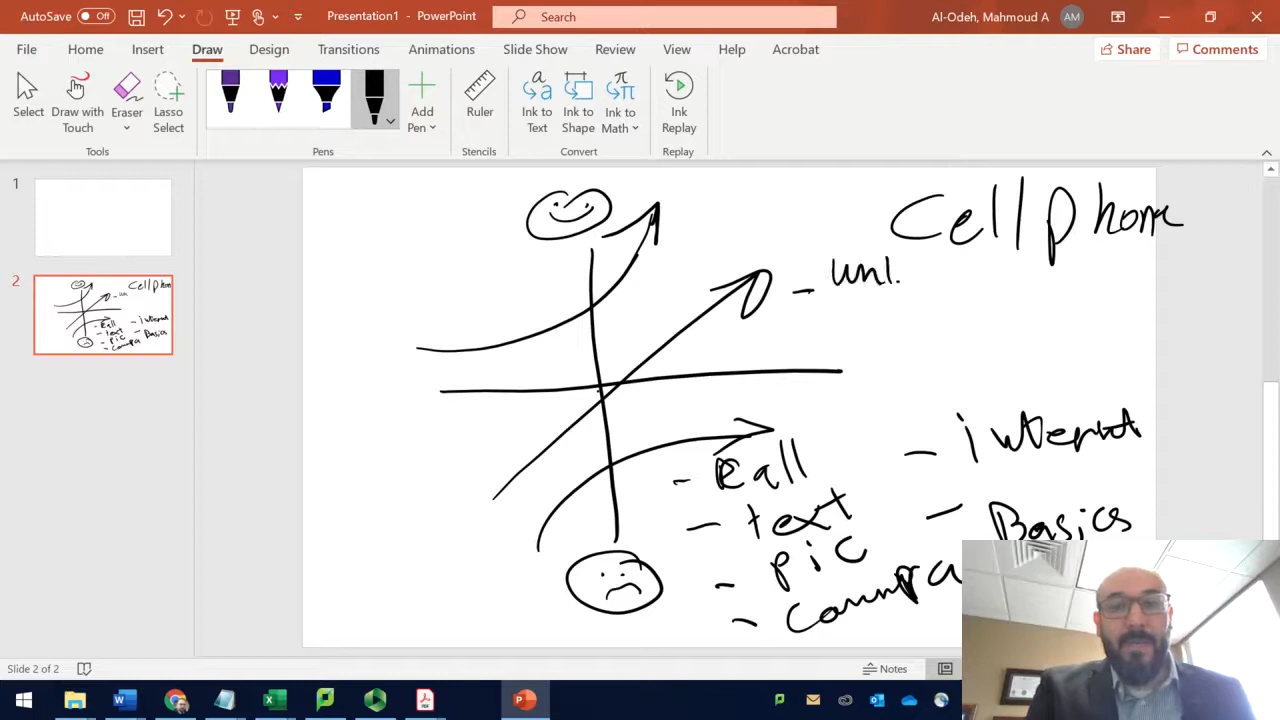 AutoSave Off Presentation1 - PowerPoint Search Al-Odeh, Mahmoud A AM
File Home Insert Draw Design Transitions Animations Slide Show Review View Help Acrobat Share Comments
Select Draw with Touch Eraser Lasso Select Add Pen Ruler Ink to Text Ink to Shape Ink to Math Ink Replay
Tools Pens Stencils Convert Replay
1
2
Cell phone
- unl.
- Call
- text
- pic
- internet
- Basics
Slide 2 of 2 Notes